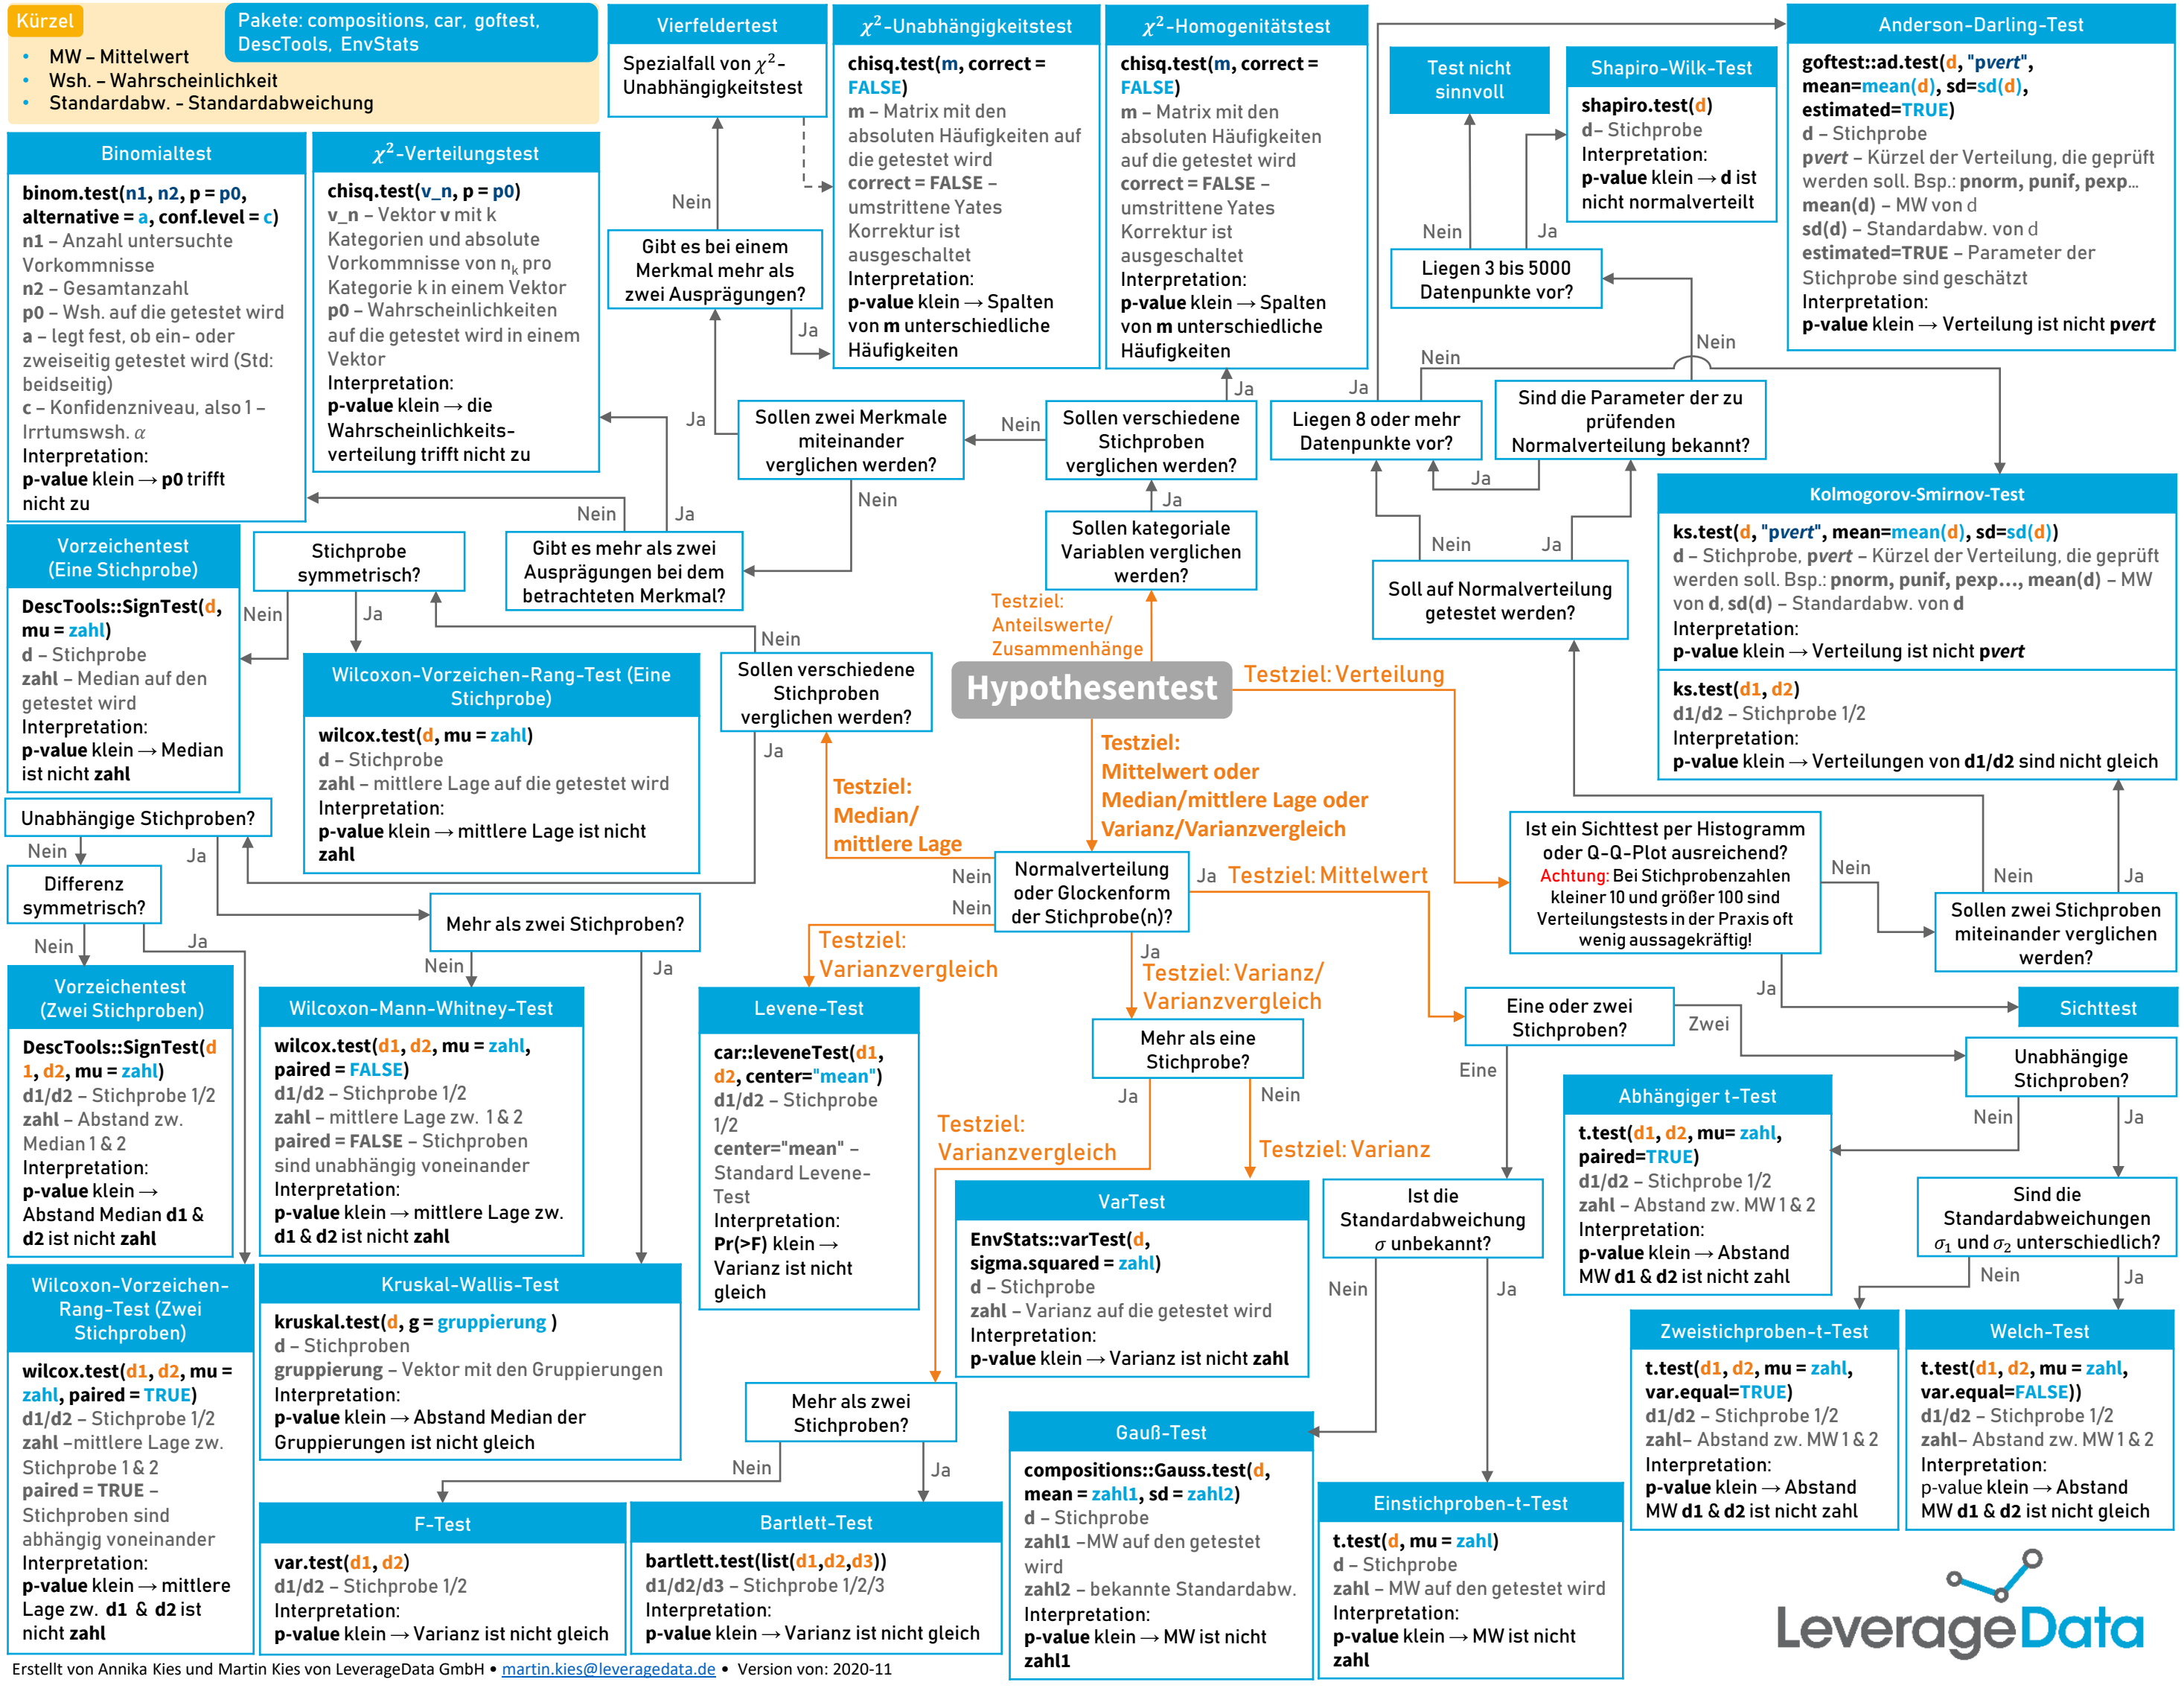 Kürzel
• MW – Mittelwert
• Wsh. – Wahrscheinlichkeit
• Standardabw. - Standardabweichung
Pakete: compositions, car, goftest,
DescTools, EnvStats
Binomialtest
binom.test(n1, n2, p = p0,
alternative = a, conf.level = c)
n1 – Anzahl untersuchte
Vorkommnisse
n2 – Gesamtanzahl
p0 – Wsh. auf die getestet wird
a – legt fest, ob ein- oder
zweiseitig getestet wird (Std:
beidseitig)
c – Konfidenzniveau, also 1 –
Irrtumswsh. α
Interpretation:
p-value klein → p0 trifft
nicht zu
χ²-Verteilungstest
chisq.test(v_n, p = p0)
v_n – Vektor v mit k
Kategorien und absolute
Vorkommnisse von nₖ pro
Kategorie k in einem Vektor
p0 – Wahrscheinlichkeiten
auf die getestet wird in einem
Vektor
Interpretation:
p-value klein → die
Wahrscheinlichkeits-
verteilung trifft nicht zu
Vierfeldertest
Spezialfall von χ²-
Unabhängigkeitstest
Nein
Gibt es bei einem
Merkmal mehr als
zwei Ausprägungen?
Ja
χ²-Unabhängigkeitstest
chisq.test(m, correct =
FALSE)
m – Matrix mit den
absoluten Häufigkeiten auf
die getestet wird
correct = FALSE –
umstrittene Yates
Korrektur ist
ausgeschaltet
Interpretation:
p-value klein → Spalten
von m unterschiedliche
Häufigkeiten
χ²-Homogenitätstest
chisq.test(m, correct =
FALSE)
m – Matrix mit den
absoluten Häufigkeiten
auf die getestet wird
correct = FALSE –
umstrittene Yates
Korrektur ist
ausgeschaltet
Interpretation:
p-value klein → Spalten
von m unterschiedliche
Häufigkeiten
Test nicht
sinnvoll
Shapiro-Wilk-Test
shapiro.test(d)
d– Stichprobe
Interpretation:
p-value klein → d ist
nicht normalverteilt
Nein
Ja
Liegen 3 bis 5000
Datenpunkte vor?
Anderson-Darling-Test
goftest::ad.test(d, "pvert",
mean=mean(d), sd=sd(d),
estimated=TRUE)
d – Stichprobe
pvert – Kürzel der Verteilung, die geprüft
werden soll. Bsp.: pnorm, punif, pexp…
mean(d) – MW von d
sd(d) – Standardabw. von d
estimated=TRUE – Parameter der
Stichprobe sind geschätzt
Interpretation:
p-value klein → Verteilung ist nicht pvert
Nein
Nein
Ja
Liegen 8 oder mehr
Datenpunkte vor?
Sind die Parameter der zu
prüfenden
Normalverteilung bekannt?
Ja
Ja
Sollen zwei Merkmale
miteinander
verglichen werden?
Nein
Sollen verschiedene
Stichproben
verglichen werden?
Ja
Nein
Ja
Sollen kategoriale
Variablen verglichen
werden?
Nein
Ja
Gibt es mehr als zwei
Ausprägungen bei dem
betrachteten Merkmal?
Nein
Ja
Soll auf Normalverteilung
getestet werden?
Kolmogorov-Smirnov-Test
ks.test(d, "pvert", mean=mean(d), sd=sd(d))
d – Stichprobe, pvert – Kürzel der Verteilung, die geprüft
werden soll. Bsp.: pnorm, punif, pexp…, mean(d) – MW
von d, sd(d) – Standardabw. von d
Interpretation:
p-value klein → Verteilung ist nicht pvert
ks.test(d1, d2)
d1/d2 – Stichprobe 1/2
Interpretation:
p-value klein → Verteilungen von d1/d2 sind nicht gleich
Vorzeichentest
(Eine Stichprobe)
DescTools::SignTest(d,
mu = zahl)
d – Stichprobe
zahl – Median auf den
getestet wird
Interpretation:
p-value klein → Median
ist nicht zahl
Stichprobe
symmetrisch?
Nein
Ja
Wilcoxon-Vorzeichen-Rang-Test (Eine
Stichprobe)
wilcox.test(d, mu = zahl)
d – Stichprobe
zahl – mittlere Lage auf die getestet wird
Interpretation:
p-value klein → mittlere Lage ist nicht
zahl
Nein
Sollen verschiedene
Stichproben
verglichen werden?
Ja
Testziel:
Anteilswerte/
Zusammenhänge
Hypothesentest
Testziel: Verteilung
Testziel:
Mittelwert oder
Median/mittlere Lage oder
Varianz/Varianzvergleich
Testziel:
Median/
mittlere Lage
Normalverteilung
oder Glockenform
der Stichprobe(n)?
Nein
Nein
Ja
Testziel: Mittelwert
Ist ein Sichttest per Histogramm
oder Q-Q-Plot ausreichend?
Achtung: Bei Stichprobenzahlen
kleiner 10 und größer 100 sind
Verteilungstests in der Praxis oft
wenig aussagekräftig!
Nein
Nein
Ja
Sollen zwei Stichproben
miteinander verglichen
werden?
Ja
Sichttest
Unabhängige Stichproben?
Nein
Ja
Differenz
symmetrisch?
Nein
Ja
Mehr als zwei Stichproben?
Nein
Ja
Testziel:
Varianzvergleich
Ja
Testziel: Varianz/
Varianzvergleich
Vorzeichentest
(Zwei Stichproben)
DescTools::SignTest(d
1, d2, mu = zahl)
d1/d2 – Stichprobe 1/2
zahl – Abstand zw.
Median 1 & 2
Interpretation:
p-value klein →
Abstand Median d1 &
d2 ist nicht zahl
Wilcoxon-Mann-Whitney-Test
wilcox.test(d1, d2, mu = zahl,
paired = FALSE)
d1/d2 – Stichprobe 1/2
zahl – mittlere Lage zw. 1 & 2
paired = FALSE – Stichproben
sind unabhängig voneinander
Interpretation:
p-value klein → mittlere Lage zw.
d1 & d2 ist nicht zahl
Levene-Test
car::leveneTest(d1,
d2, center="mean")
d1/d2 – Stichprobe
1/2
center="mean" –
Standard Levene-
Test
Interpretation:
Pr(>F) klein →
Varianz ist nicht
gleich
Mehr als eine
Stichprobe?
Ja
Nein
Testziel:
Varianzvergleich
Testziel: Varianz
Eine oder zwei
Stichproben?
Zwei
Eine
Unabhängige
Stichproben?
Nein
Ja
Abhängiger t-Test
t.test(d1, d2, mu= zahl,
paired=TRUE)
d1/d2 – Stichprobe 1/2
zahl – Abstand zw. MW 1 & 2
Interpretation:
p-value klein → Abstand
MW d1 & d2 ist nicht zahl
VarTest
EnvStats::varTest(d,
sigma.squared = zahl)
d – Stichprobe
zahl – Varianz auf die getestet wird
Interpretation:
p-value klein → Varianz ist nicht zahl
Ist die
Standardabweichung
σ unbekannt?
Nein
Ja
Sind die
Standardabweichungen
σ₁ und σ₂ unterschiedlich?
Nein
Ja
Wilcoxon-Vorzeichen-
Rang-Test (Zwei
Stichproben)
wilcox.test(d1, d2, mu =
zahl, paired = TRUE)
d1/d2 – Stichprobe 1/2
zahl –mittlere Lage zw.
Stichprobe 1 & 2
paired = TRUE –
Stichproben sind
abhängig voneinander
Interpretation:
p-value klein → mittlere
Lage zw. d1 & d2 ist
nicht zahl
Kruskal-Wallis-Test
kruskal.test(d, g = gruppierung )
d – Stichproben
gruppierung – Vektor mit den Gruppierungen
Interpretation:
p-value klein → Abstand Median der
Gruppierungen ist nicht gleich
Mehr als zwei
Stichproben?
Nein
Ja
F-Test
var.test(d1, d2)
d1/d2 – Stichprobe 1/2
Interpretation:
p-value klein → Varianz ist nicht gleich
Bartlett-Test
bartlett.test(list(d1,d2,d3))
d1/d2/d3 – Stichprobe 1/2/3
Interpretation:
p-value klein → Varianz ist nicht gleich
Gauß-Test
compositions::Gauss.test(d,
mean = zahl1, sd = zahl2)
d – Stichprobe
zahl1 –MW auf den getestet
wird
zahl2 – bekannte Standardabw.
Interpretation:
p-value klein → MW ist nicht
zahl1
Einstichproben-t-Test
t.test(d, mu = zahl)
d – Stichprobe
zahl – MW auf den getestet wird
Interpretation:
p-value klein → MW ist nicht
zahl
Zweistichproben-t-Test
t.test(d1, d2, mu = zahl,
var.equal=TRUE)
d1/d2 – Stichprobe 1/2
zahl– Abstand zw. MW 1 & 2
Interpretation:
p-value klein → Abstand
MW d1 & d2 ist nicht zahl
Welch-Test
t.test(d1, d2, mu = zahl,
var.equal=FALSE))
d1/d2 – Stichprobe 1/2
zahl– Abstand zw. MW 1 & 2
Interpretation:
p-value klein → Abstand
MW d1 & d2 ist nicht gleich
LeverageData
Erstellt von Annika Kies und Martin Kies von LeverageData GmbH • martin.kies@leveragedata.de • Version von: 2020-11